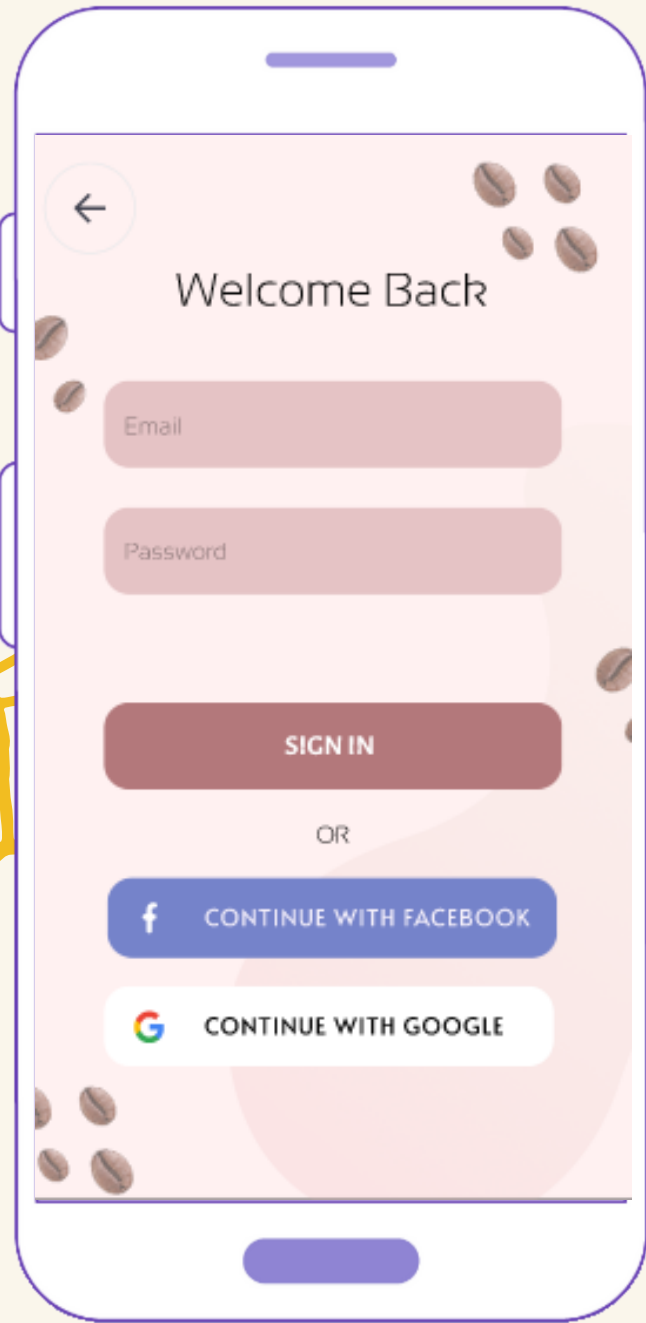 Welcome Back
Email
Password
SIGN IN
OR
CONTINUE WITH FACEBOOK
CONTINUE WITH GOOGLE